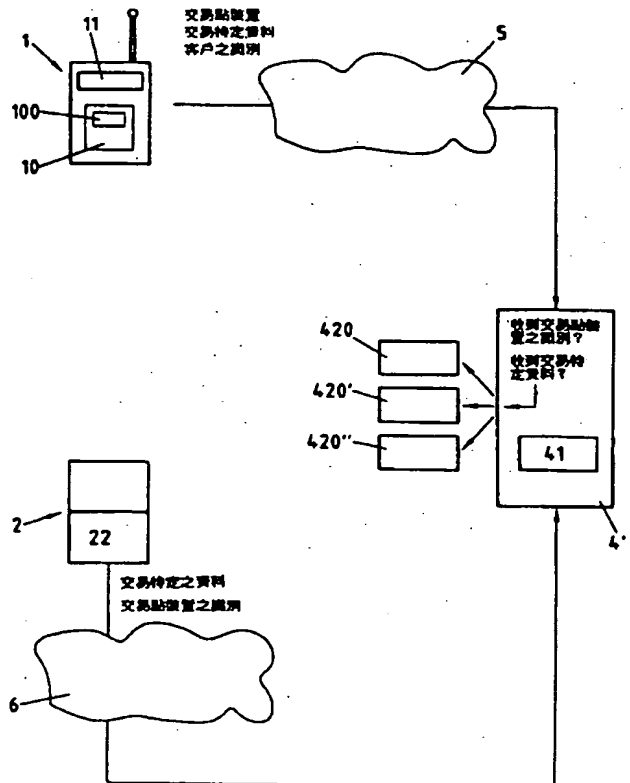 交易點裝置
交易特定資料
客戶之識別
1
11
100
10
5
收到交易點裝
置之識別?
收到交易特
定資料?
420
420'
420''
41
4'
2
22
交易特定之資料
交易點裝置之識別
6